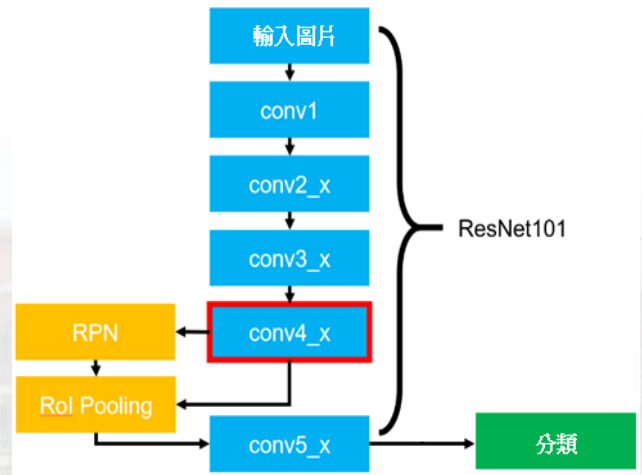 輸入圖片
conv1
conv2_x
conv3_x
ResNet101
RPN
conv4_x
RoI Pooling
conv5_x
分類